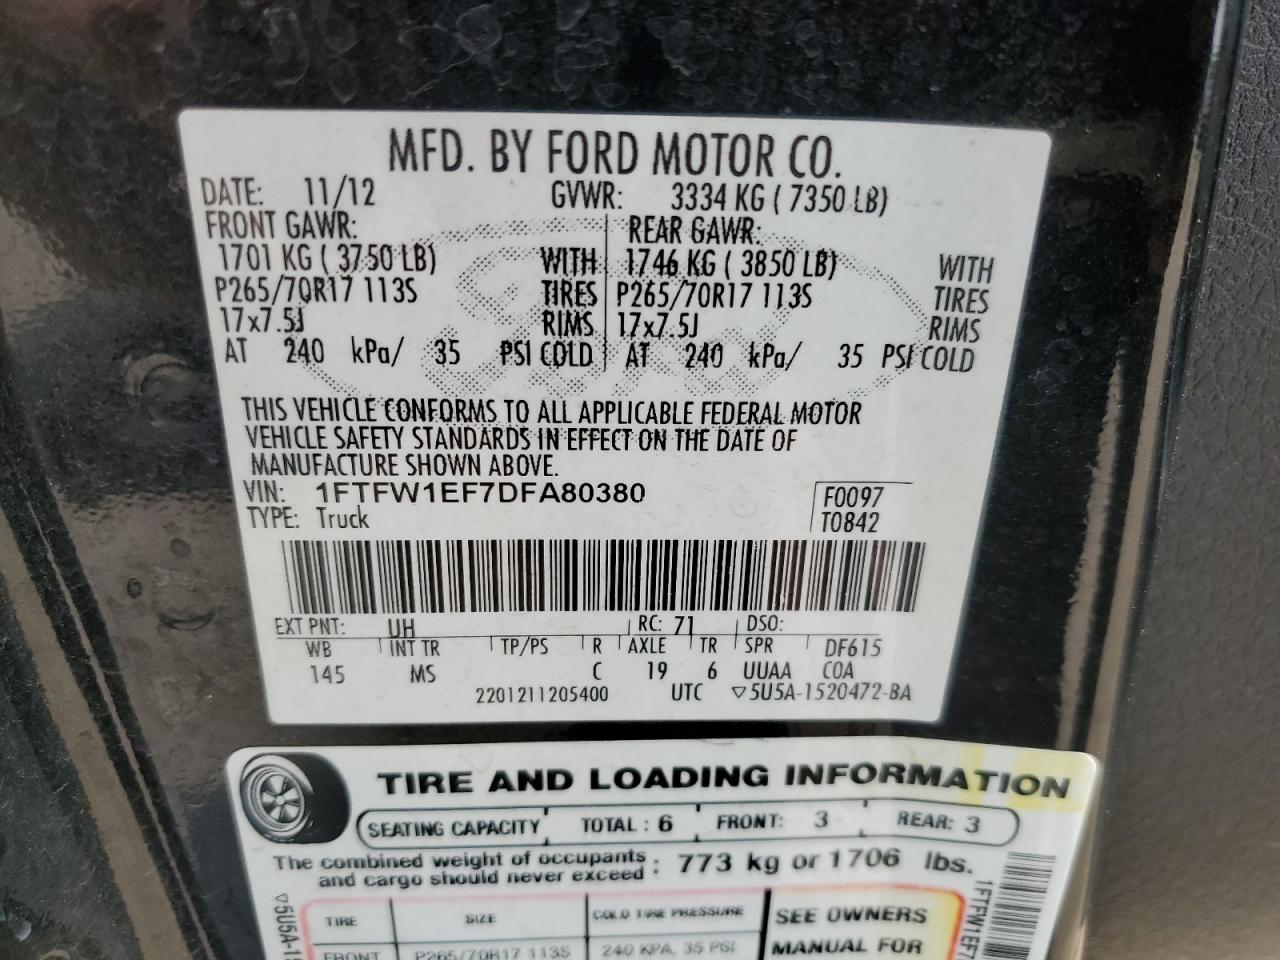 MFD. BY FORD MOTOR CO.
DATE: 11/12 GVWR: 3334 KG ( 7350 LB)
FRONT GAWR: REAR GAWR:
1701 KG ( 3750 LB) WITH 1746 KG ( 3850 LB) WITH
P265/70R17 113S TIRES P265/70R17 113S TIRES
17x7.5J RIMS 17x7.5J RIMS
AT 240 kPa/ 35 PSI COLD AT 240 kPa/ 35 PSI COLD
THIS VEHICLE CONFORMS TO ALL APPLICABLE FEDERAL MOTOR
VEHICLE SAFETY STANDARDS IN EFFECT ON THE DATE OF
MANUFACTURE SHOWN ABOVE.
VIN: 1FTFW1EF7DFA80380 F0097
TYPE: Truck T0842
EXT PNT: UH RC: 71 DSO:
WB INT TR TP/PS R AXLE TR SPR DF615
145 MS C 19 6 UUAA COA
2201211205400 UTC ▽5U5A-1520472-BA
TIRE AND LOADING INFORMATION
SEATING CAPACITY TOTAL : 6 FRONT: 3 REAR: 3
The combined weight of occupants : 773 kg or 1706 lbs.
and cargo should never exceed :
TIRE SIZE COLD TIRE PRESSURE SEE OWNERS
FRONT P265/70R17 113S 240 KPA, 35 PSI MANUAL FOR
▽5U5A-15
1FTFW1EF7